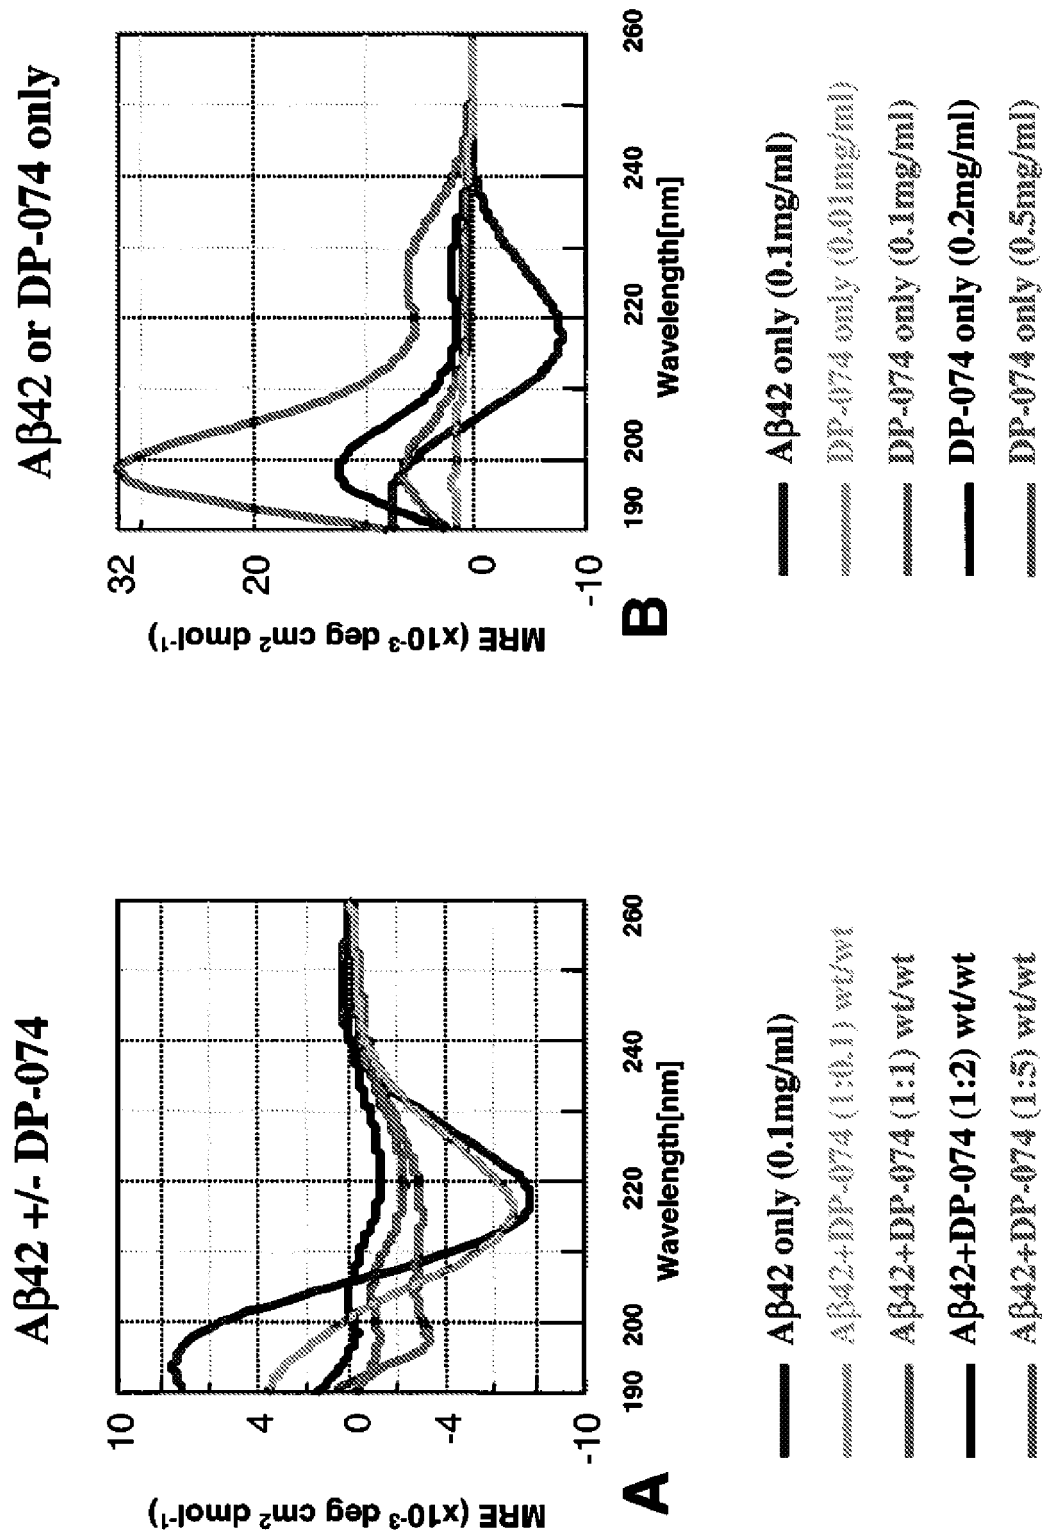 Aβ42 +/- DP-074
MRE (x10-3 deg cm2 dmol-1)
10
4
0
-4
-10
190
200
220
240
260
Wavelength[nm]
A
Aβ42 only (0.1mg/ml)
Aβ42+DP-074 (1:0.1) wt/wt
Aβ42+DP-074 (1:1) wt/wt
Aβ42+DP-074 (1:2) wt/wt
Aβ42+DP-074 (1:5) wt/wt
Aβ42 or DP-074 only
MRE (x10-3 deg cm2 dmol-1)
32
20
0
-10
190
200
220
240
260
Wavelength[nm]
B
Aβ42 only (0.1mg/ml)
DP-074 only (0.01mg/ml)
DP-074 only (0.1mg/ml)
DP-074 only (0.2mg/ml)
DP-074 only (0.5mg/ml)